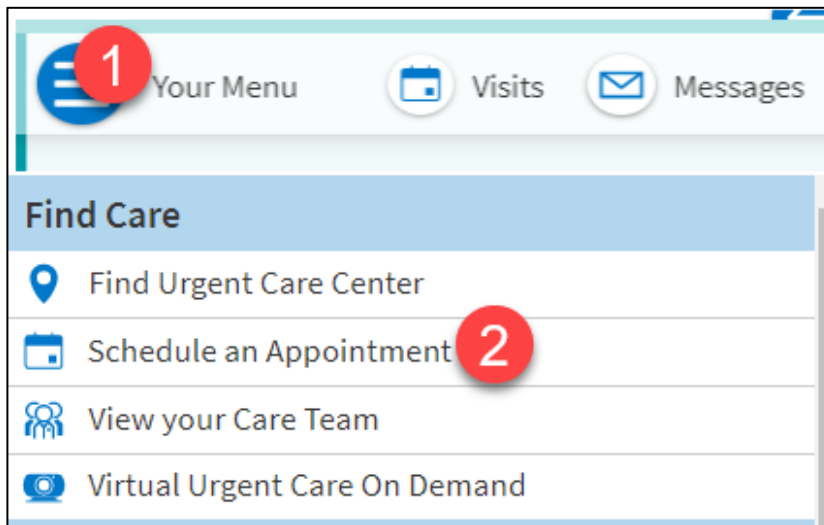 1 Your Menu Visits Messages
Find Care
Find Urgent Care Center
Schedule an Appointment 2
View your Care Team
Virtual Urgent Care On Demand